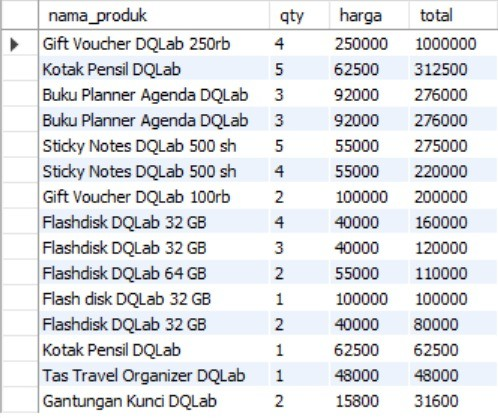 nama_produk qty harga total
Gift Voucher DQLab 250rb 4 250000 1000000
Kotak Pensil DQLab 5 62500 312500
Buku Planner Agenda DQLab 3 92000 276000
Buku Planner Agenda DQLab 3 92000 276000
Sticky Notes DQLab 500 sh 5 55000 275000
Sticky Notes DQLab 500 sh 4 55000 220000
Gift Voucher DQLab 100rb 2 100000 200000
Flashdisk DQLab 32 GB 4 40000 160000
Flashdisk DQLab 32 GB 3 40000 120000
Flashdisk DQLab 64 GB 2 55000 110000
Flash disk DQLab 32 GB 1 100000 100000
Flashdisk DQLab 32 GB 2 40000 80000
Kotak Pensil DQLab 1 62500 62500
Tas Travel Organizer DQLab 1 48000 48000
Gantungan Kunci DQLab 2 15800 31600